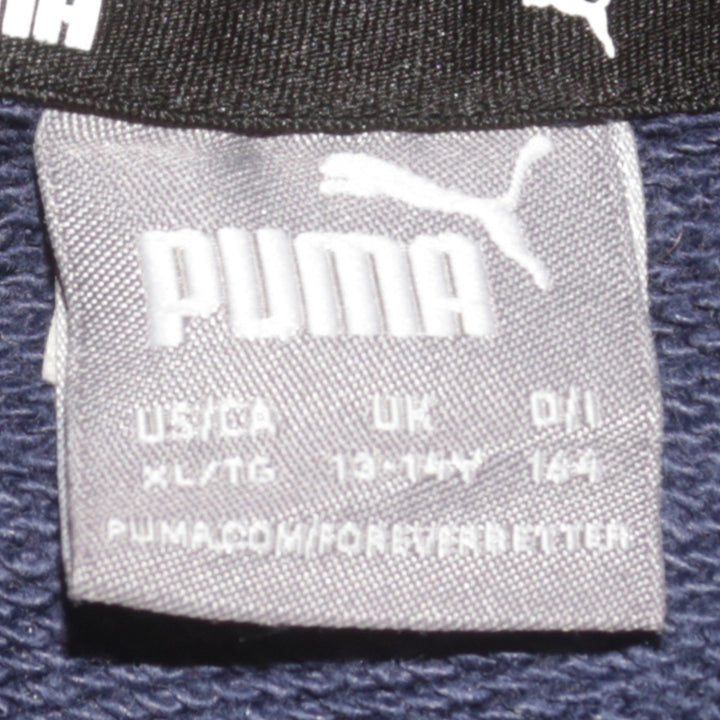 PUMA
US/CA UK D/I
XL/TG 13-14Y 164
PUMA.COM/FOREVERBETTER